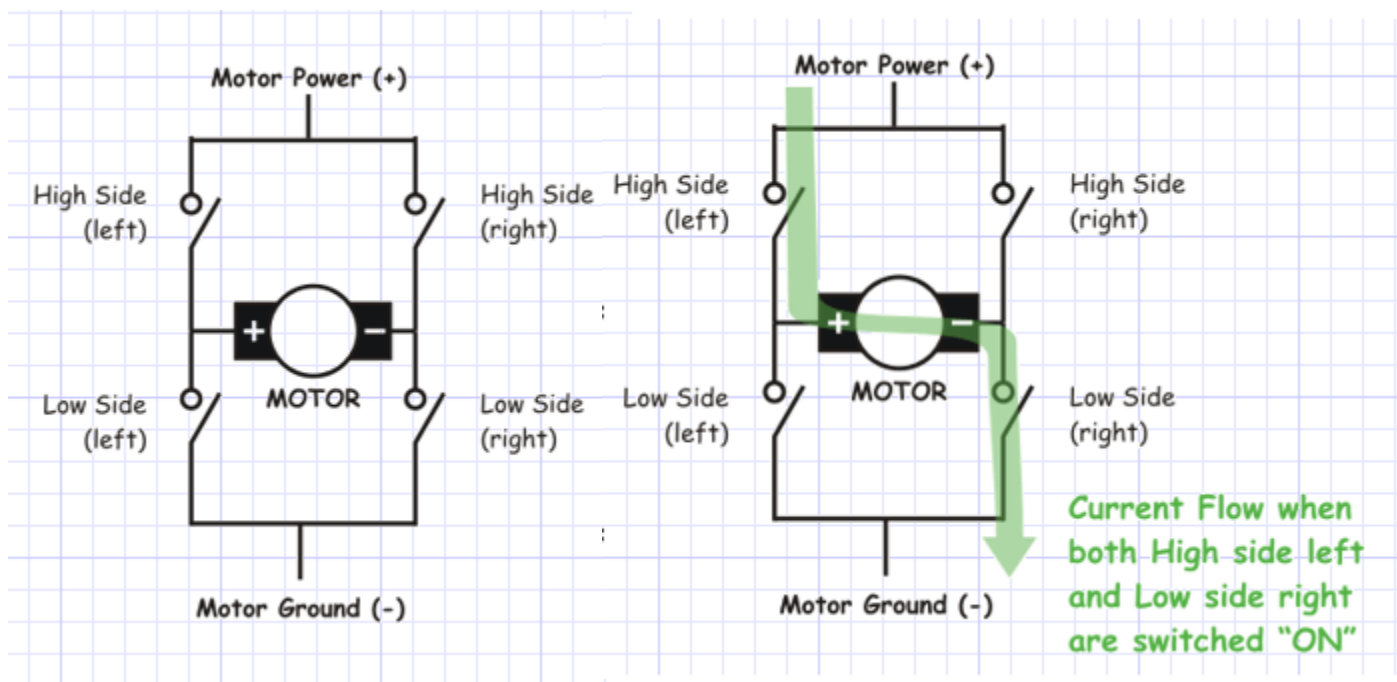 Motor Power (+)
High Side
(left)
High Side
(right)
+
−
MOTOR
Low Side
(left)
Low Side
(right)
Motor Ground (-)
Motor Power (+)
High Side
(left)
High Side
(right)
+
−
MOTOR
Low Side
(left)
Low Side
(right)
Motor Ground (-)
Current Flow when
both High side left
and Low side right
are switched “ON”